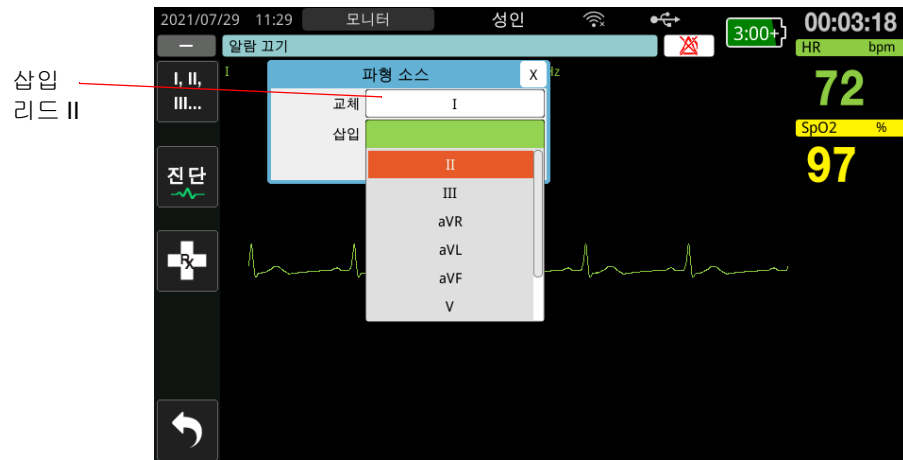 2021/07/29 11:29 모니터 성인 3:00+ 00:03:18
알람 끄기
HR bpm
72
SpO2 %
97
삽입
리드 II
I, II,
III...
진단
Rx
I
Hz
파형 소스 X
교체 I
삽입
II
III
aVR
aVL
aVF
V